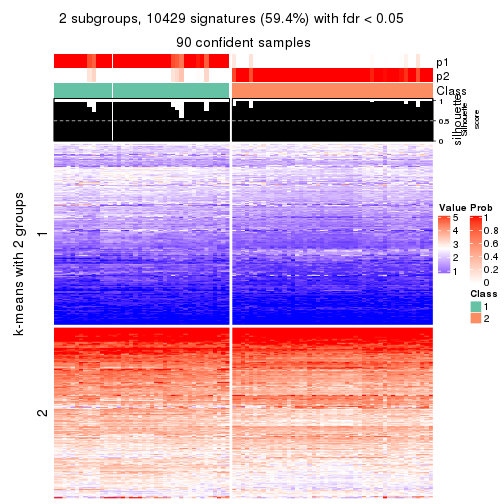 2 subgroups, 10429 signatures (59.4%) with fdr < 0.05
90 confident samples
p1
p2
Class
1
0.5
0
silhouette
Silhouette
score
k-means with 2 groups
1
2
Value
5
4
3
2
1
Prob
1
0.8
0.6
0.4
0.2
0
Class
1
2